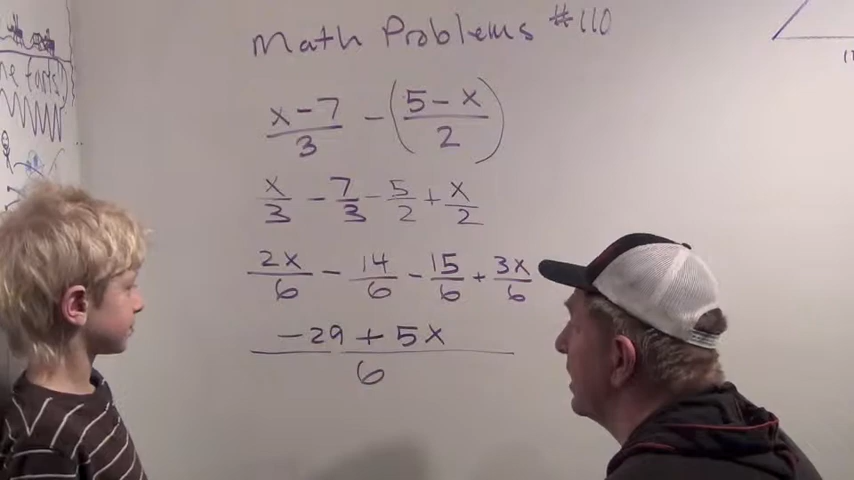 Math Problems #110
x-7/3 - (5-x/2)
x/3 - 7/3 - 5/2 + x/2
2x/6 - 14/6 - 15/6 + 3x/6
-29 + 5x/6